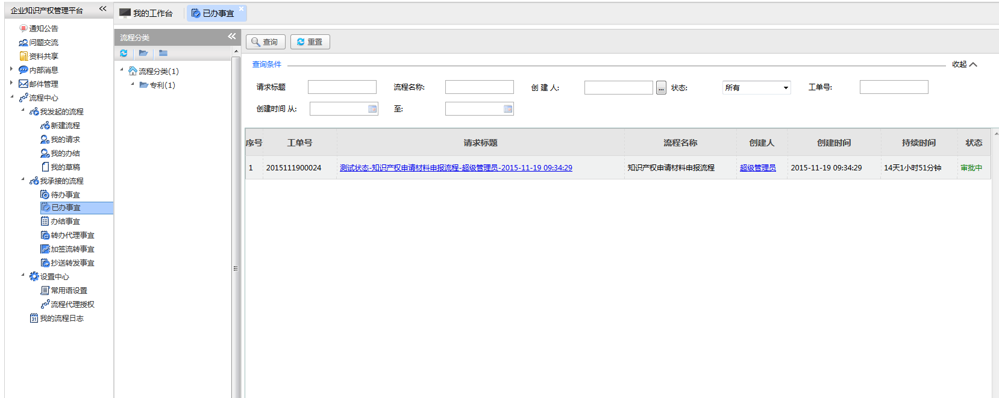 企业知识产权管理平台
通知公告
问题交流
资料共享
内部消息
邮件管理
流程中心
我发起的流程
新建流程
我的请求
我的办结
我的草稿
我承接的流程
待办事宜
已办事宜
办结事宜
转办代理事宜
加签流转事宜
抄送转发事宜
设置中心
常用语设置
流程代理授权
31 我的流程日志
我的工作台 已办事宜
流程分类
流程分类(1)
专利(1)
查询 重置
查询条件 收起
请求标题 流程名称: 创 建 人: ... 状态: 所有 工单号:
创建时间 从: 至:
序号 工单号 请求标题 流程名称 创建人 创建时间 持续时间 状态
1 2015111900024 测试状态-知识产权申请材料申报流程-超级管理员-2015-11-19 09:34:29 知识产权申请材料申报流程 超级管理员 2015-11-19 09:34:29 14天1小时51分钟 审批中